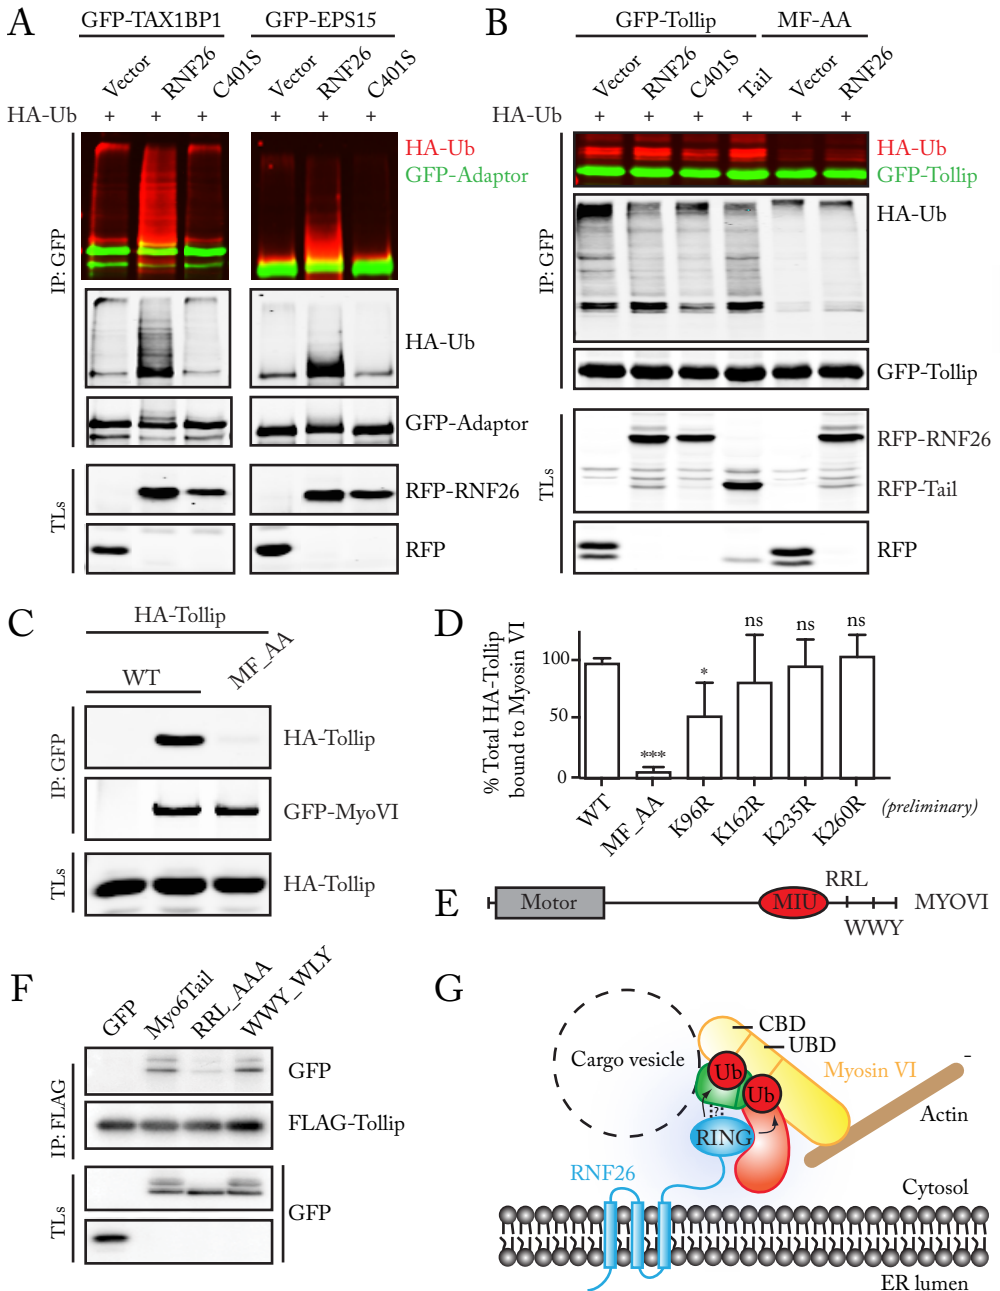 A
GFP-TAX1BP1
GFP-EPS15
Vector
RNF26
C401S
Vector
RNF26
C401S
HA-Ub + + + + + +
IP: GFP
HA-Ub
GFP-Adaptor
HA-Ub
GFP-Adaptor
TLs
RFP-RNF26
RFP
B
GFP-Tollip
MF-AA
Vector
RNF26
C401S
Tail
Vector
RNF26
HA-Ub + + + + + +
IP: GFP
HA-Ub
GFP-Tollip
HA-Ub
GFP-Tollip
TLs
RFP-RNF26
RFP-Tail
RFP
C
HA-Tollip
WT
MF_AA
IP: GFP
HA-Tollip
GFP-MyoVI
TLs
HA-Tollip
D
% Total HA-Tollip
bound to Myosin VI
100
50
0
***
*
ns
ns
ns
WT
MF_AA
K96R
K162R
K235R
K260R
(preliminary)
E
Motor
MIU
RRL
WWY
MYOVI
F
GFP
Myo6Tail
RRL_AAA
WWY_WLY
IP: FLAG
GFP
FLAG-Tollip
TLs
GFP
G
Cargo vesicle
CBD
UBD
Myosin VI
-
Ub
Ub
Actin
?
RING
RNF26
Cytosol
ER lumen